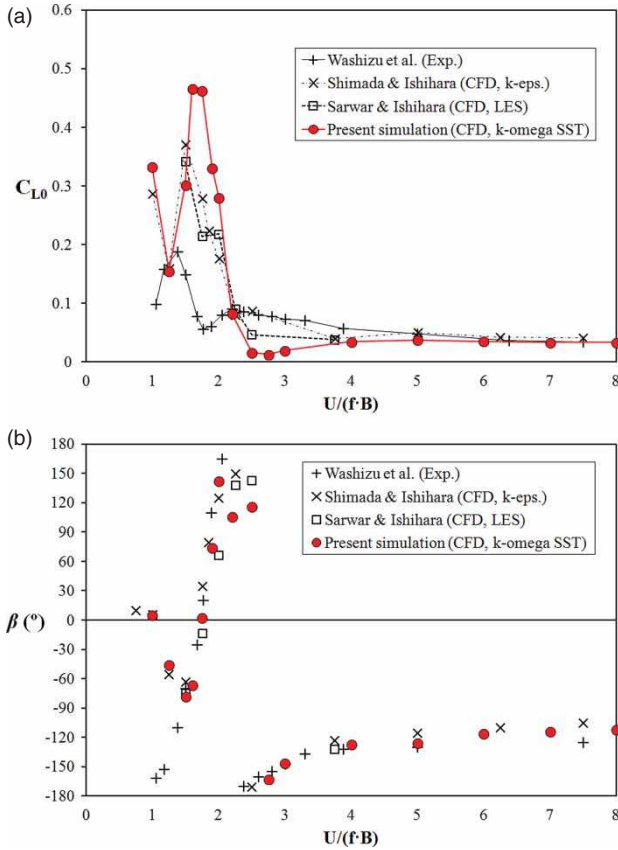 (a)
0.6
0.5
0.4
0.3
0.2
0.1
0
C_L0
Washizu et al. (Exp.)
Shimada & Ishihara (CFD, k-eps.)
Sarwar & Ishihara (CFD, LES)
Present simulation (CFD, k-omega SST)
0 1 2 3 4 5 6 7 8
U/(f·B)
(b)
180
150
120
90
60
30
0
-30
-60
-90
-120
-150
-180
β (º)
Washizu et al. (Exp.)
Shimada & Ishihara (CFD, k-eps.)
Sarwar & Ishihara (CFD, LES)
Present simulation (CFD, k-omega SST)
0 1 2 3 4 5 6 7 8
U/(f·B)